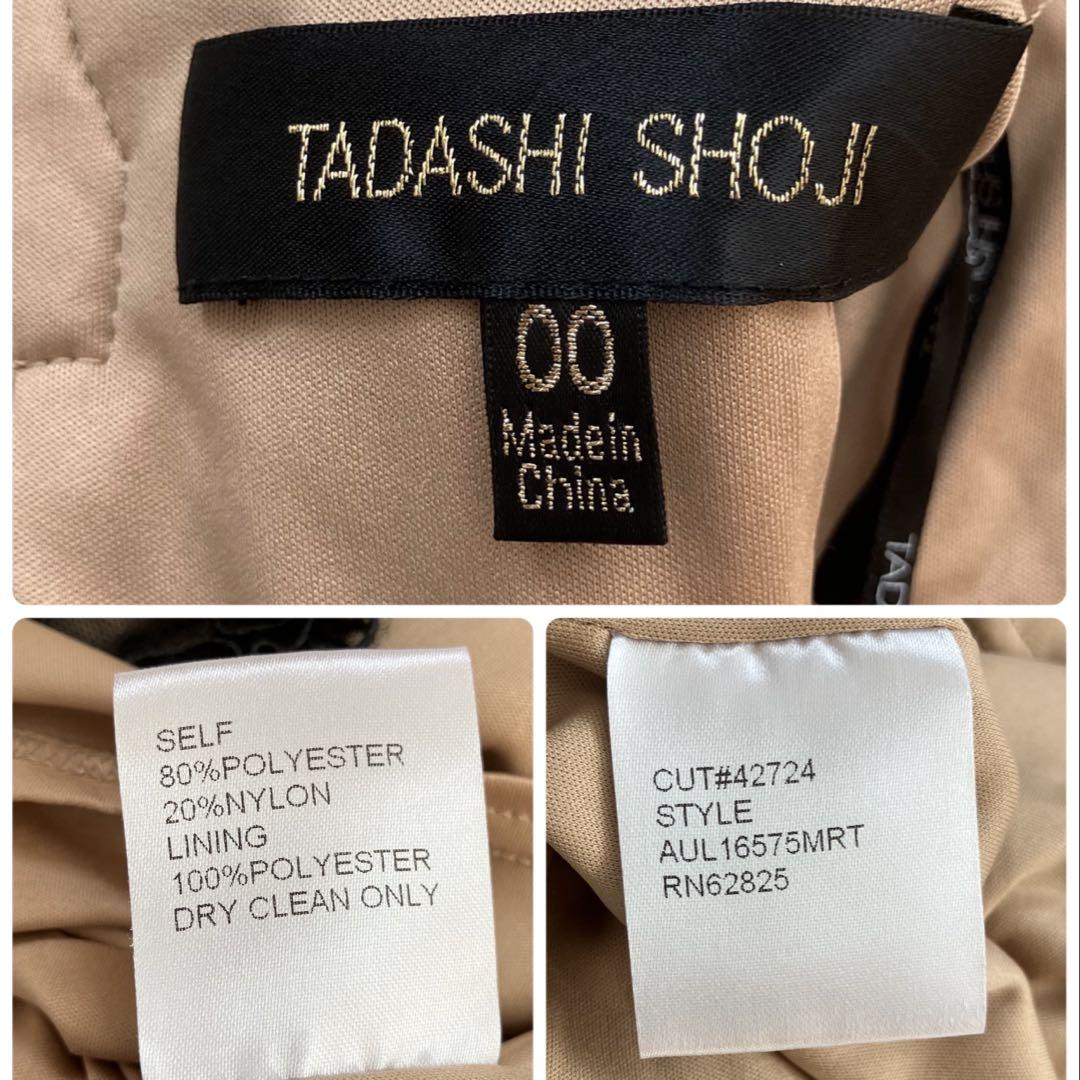 TADASHI SHOJI
00
Made in
China
TAD
SELF
80%POLYESTER
20%NYLON
LINING
100%POLYESTER
DRY CLEAN ONLY
CUT#42724
STYLE
AUL16575MRT
RN62825